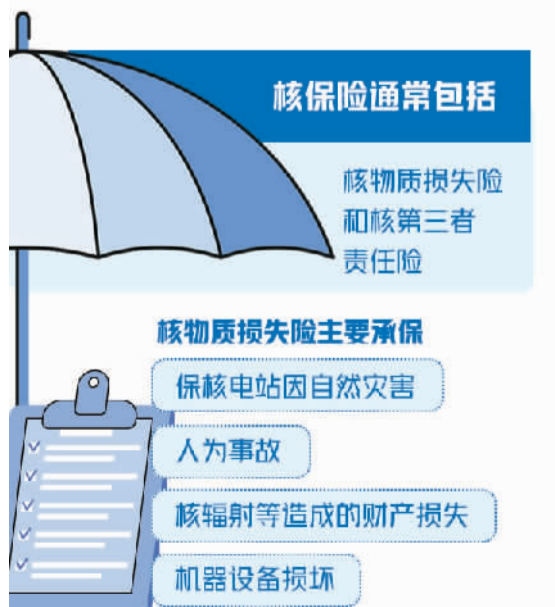 核保险通常包括
核物质损失险
和核第三者
责任险
核物质损失险主要承保
保核电站因自然灾害
人为事故
核辐射等造成的财产损失
机器设备损坏